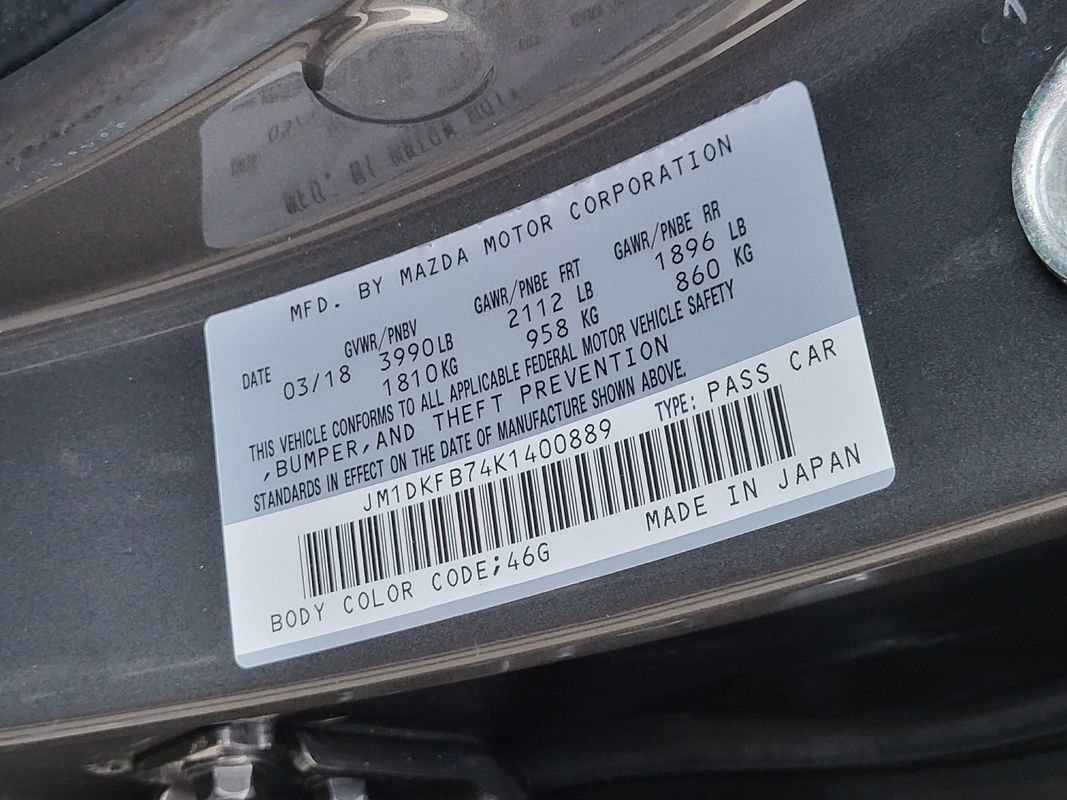 MFD. BY MAZDA MOTOR CORPORATION
DATE GVWR/PNBV GAWR/PNBE FRT GAWR/PNBE RR
03/18 3990LB 2112 LB 1896 LB
1810KG 958 KG 860 KG
THIS VEHICLE CONFORMS TO ALL APPLICABLE FEDERAL MOTOR VEHICLE SAFETY
,BUMPER,AND THEFT PREVENTION
STANDARDS IN EFFECT ON THE DATE OF MANUFACTURE SHOWN ABOVE.
JM1DKFB74K1400889 TYPE: PASS CAR
BODY COLOR CODE;46G MADE IN JAPAN